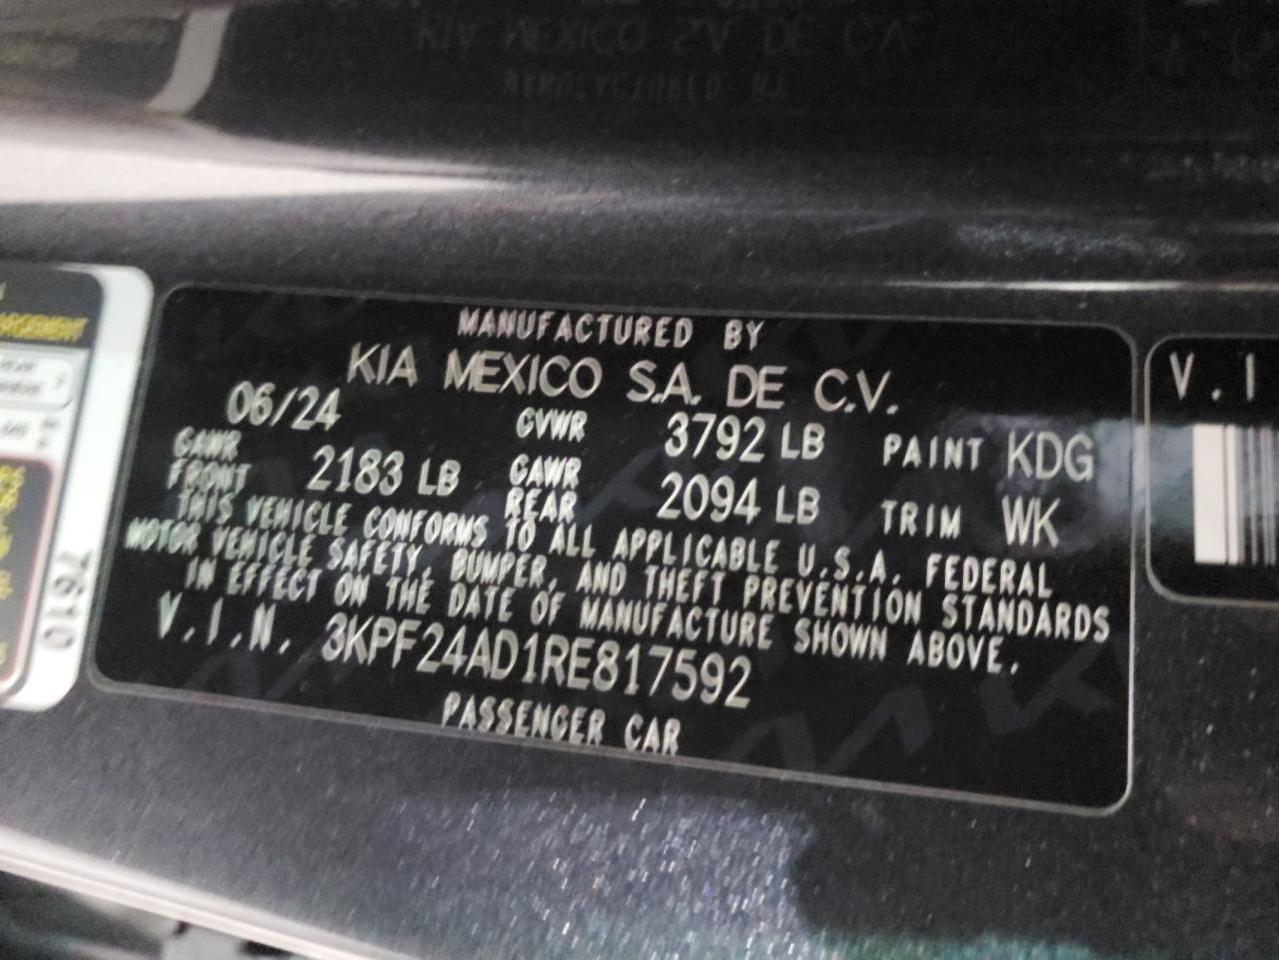 MANUFACTURED BY
KIA MEXICO S.A. DE C.V.
06/24 GVWR 3792 LB PAINT KDG
GAWR FRONT 2183 LB GAWR REAR 2094 LB TRIM WK
THIS VEHICLE CONFORMS TO ALL APPLICABLE U.S.A. FEDERAL
MOTOR VEHICLE SAFETY, BUMPER, AND THEFT PREVENTION STANDARDS
IN EFFECT ON THE DATE OF MANUFACTURE SHOWN ABOVE.
V.I.N. 3KPF24AD1RE817592
PASSENGER CAR
7610
V.I